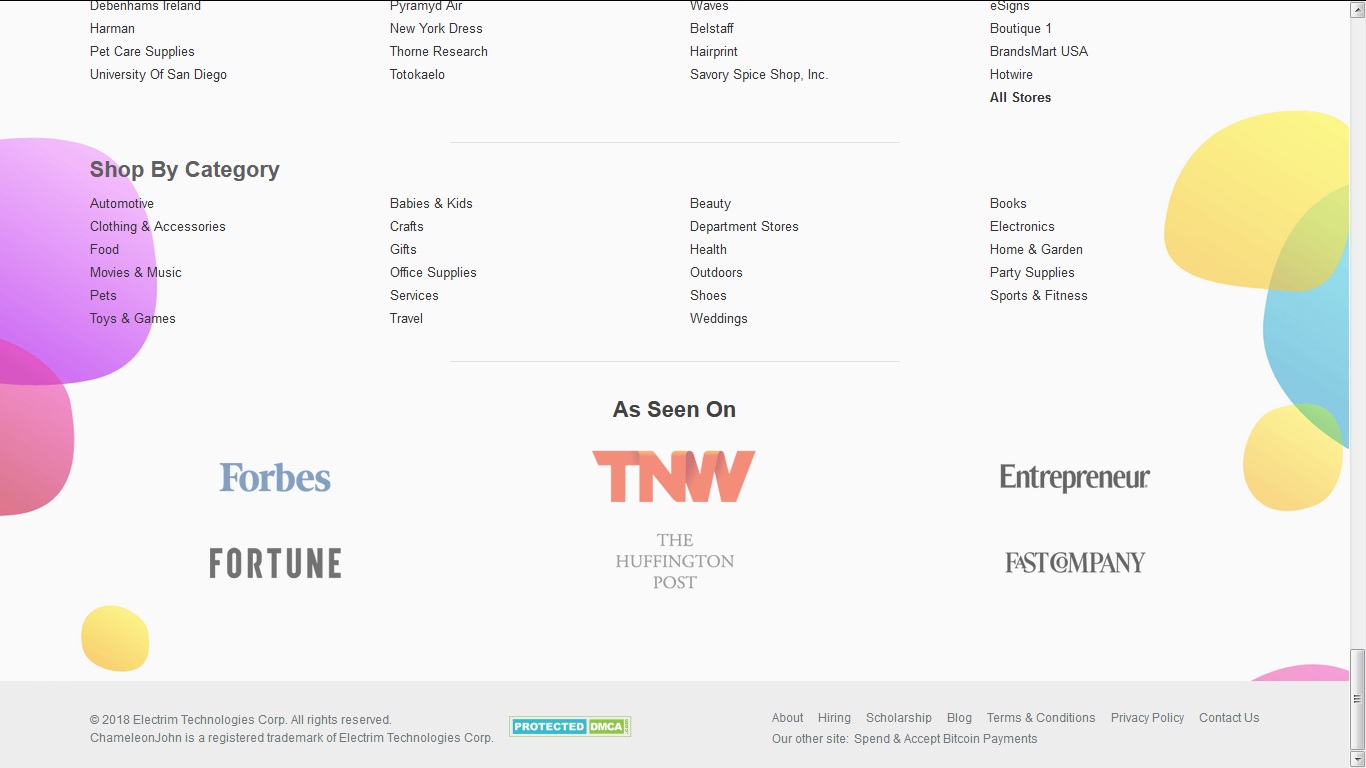 Debenhams Ireland Pyramyd Air Waves eSigns
Harman New York Dress Belstaff Boutique 1
Pet Care Supplies Thorne Research Hairprint BrandsMart USA
University Of San Diego Totokaelo Savory Spice Shop, Inc. Hotwire
All Stores
Shop By Category
Automotive Babies & Kids Beauty Books
Clothing & Accessories Crafts Department Stores Electronics
Food Gifts Health Home & Garden
Movies & Music Office Supplies Outdoors Party Supplies
Pets Services Shoes Sports & Fitness
Toys & Games Travel Weddings
As Seen On
Forbes TNW Entrepreneur
FORTUNE THE
HUFFINGTON
POST FAST COMPANY
© 2018 Electrim Technologies Corp. All rights reserved.
ChameleonJohn is a registered trademark of Electrim Technologies Corp.
PROTECTED DMCA
About Hiring Scholarship Blog Terms & Conditions Privacy Policy Contact Us
Our other site: Spend & Accept Bitcoin Payments